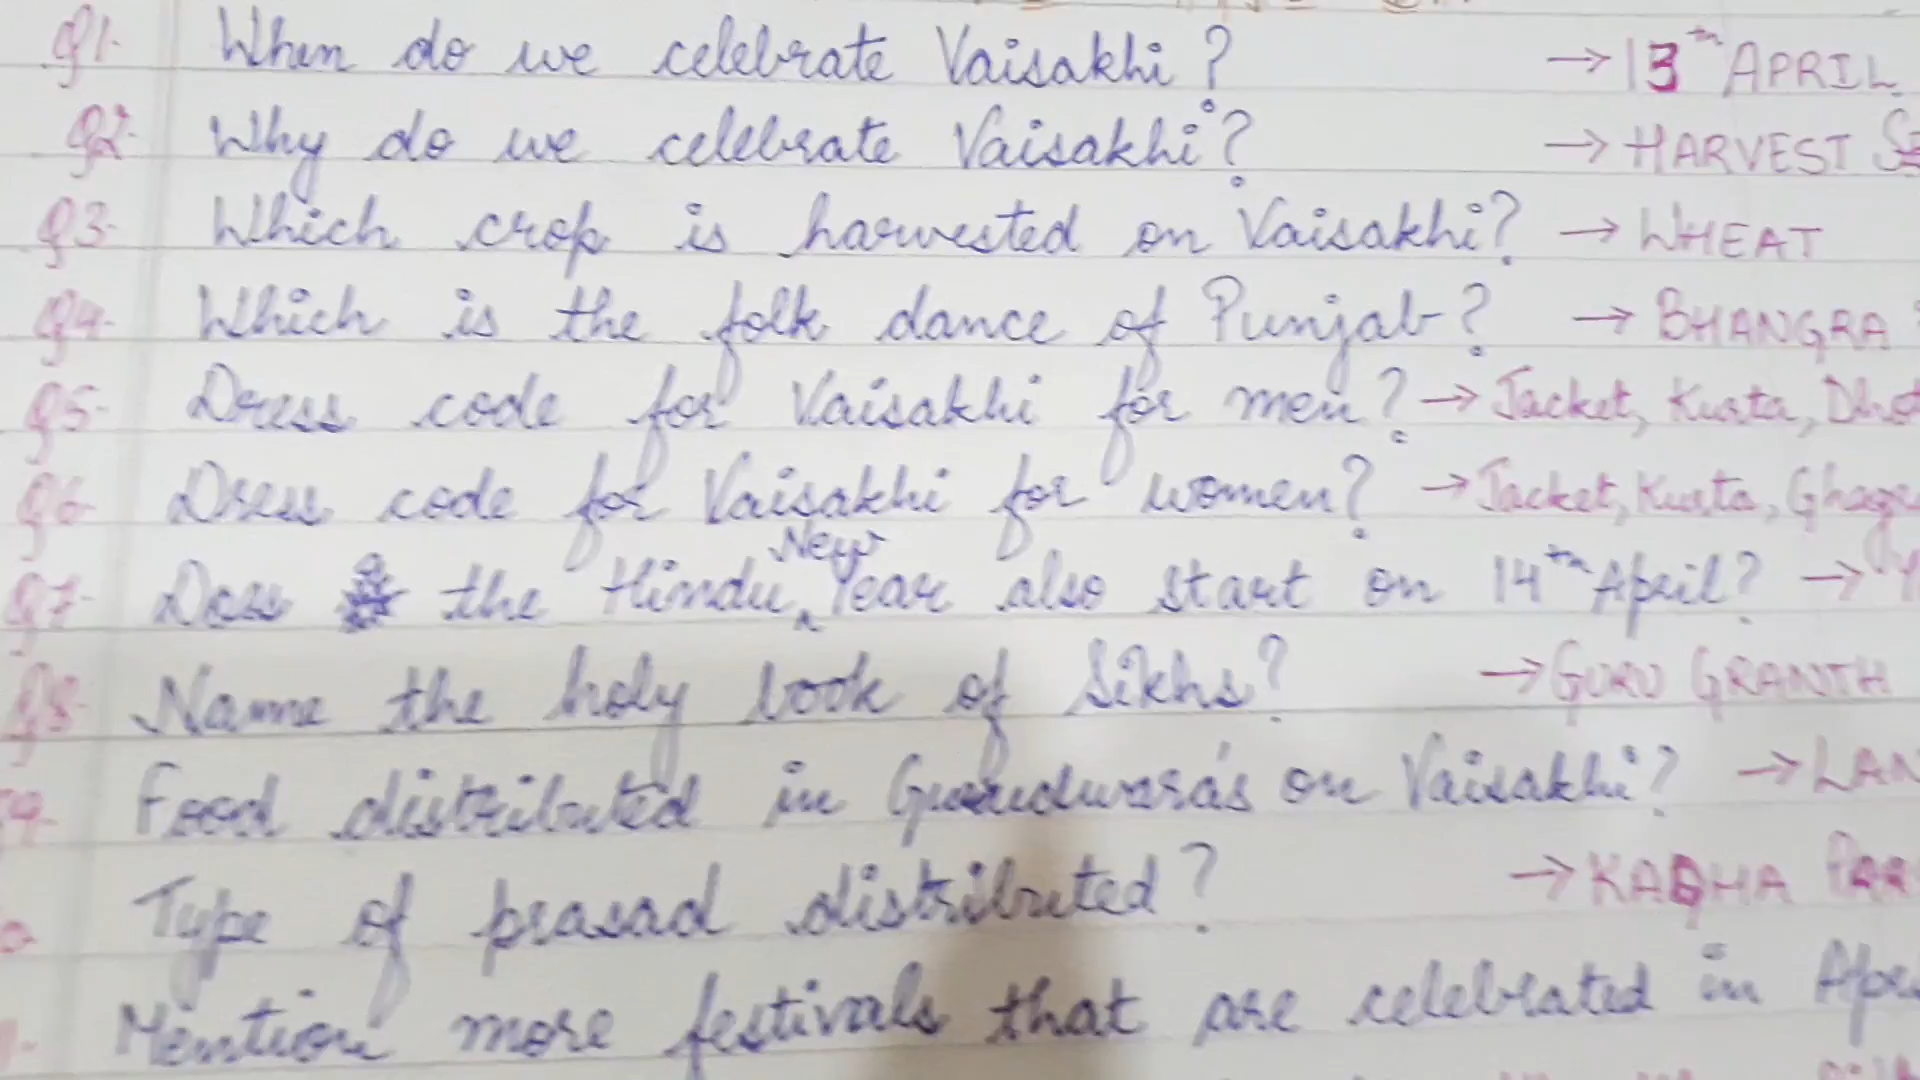 Q1. When do we celebrate Vaisakhi? → 13th APRIL.
Q2. Why do we celebrate Vaisakhi? → HARVEST
Q3. Which crop is harvested on Vaisakhi? → WHEAT
Q4. Which is the folk dance of Punjab? → BHANGRA
Q5. Dress code for Vaisakhi for men? → Jacket, Kurta,
Q6. Dress code for Vaisakhi for women? → Jacket, Kurta,
Q7. Does the Hindu New Year also start on 14th April? →
Q8. Name the holy book of Sikhs? → GURU GRANTH
Food distributed in Gurudwara's on Vaisakhi? →
Type of prasad distributed? → KADHA
Mention more festivals that are celebrated in